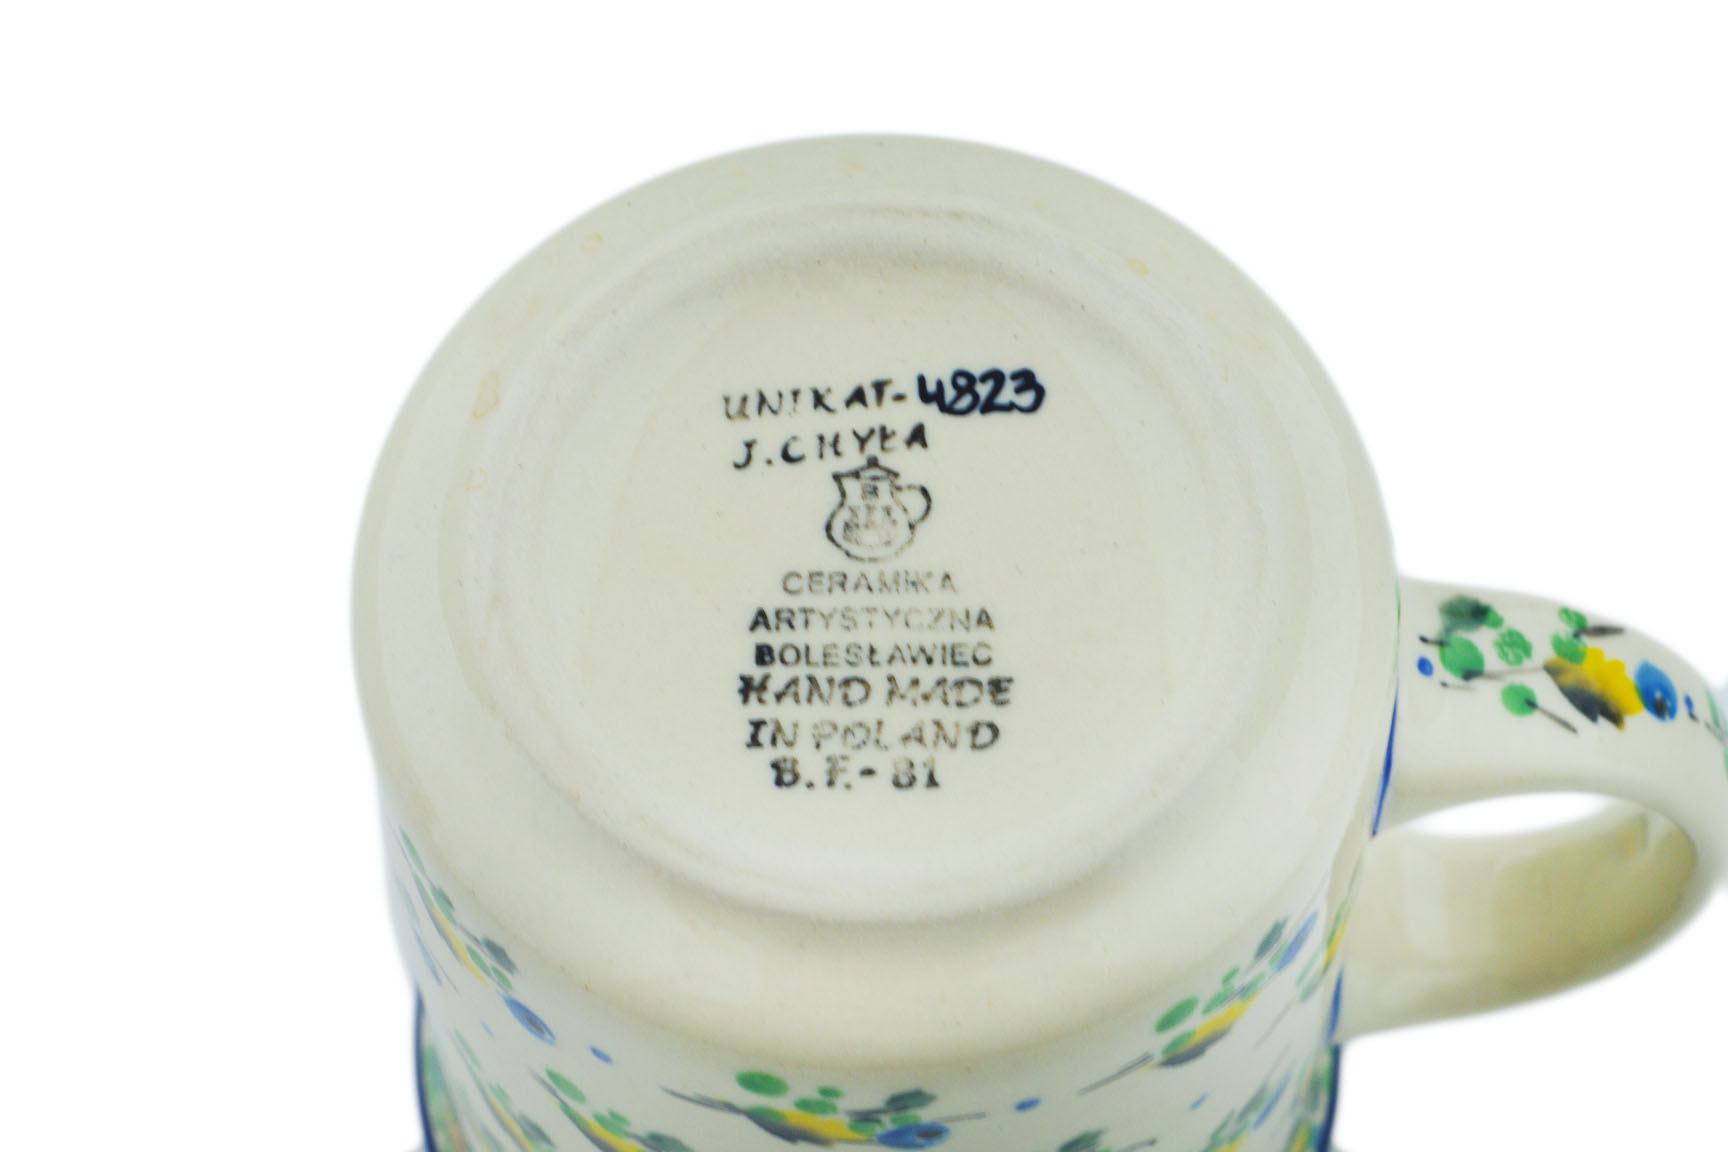 UNIKAT-4823
J. CHYŁA
CERAMIKA
ARTYSTYCZNA
BOLESŁAWIEC
HAND MADE
IN POLAND
B.F.-81